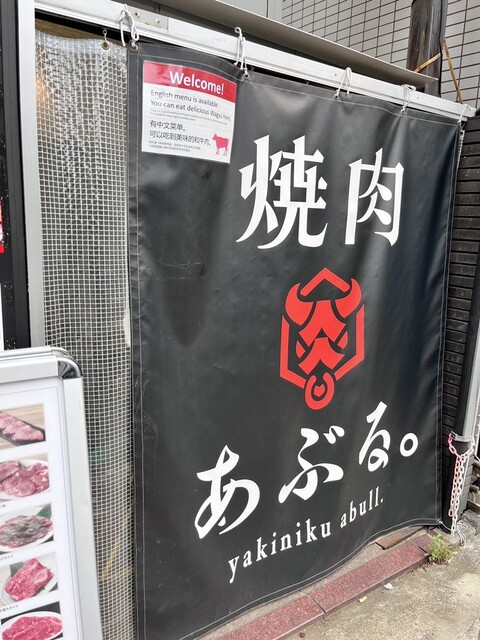 Welcome!
English menu is available.
You can eat delicious Wagyu here.
有中文菜单,
可以吃到美味的和牛肉。
焼肉
あぶる。
yakiniku abull.